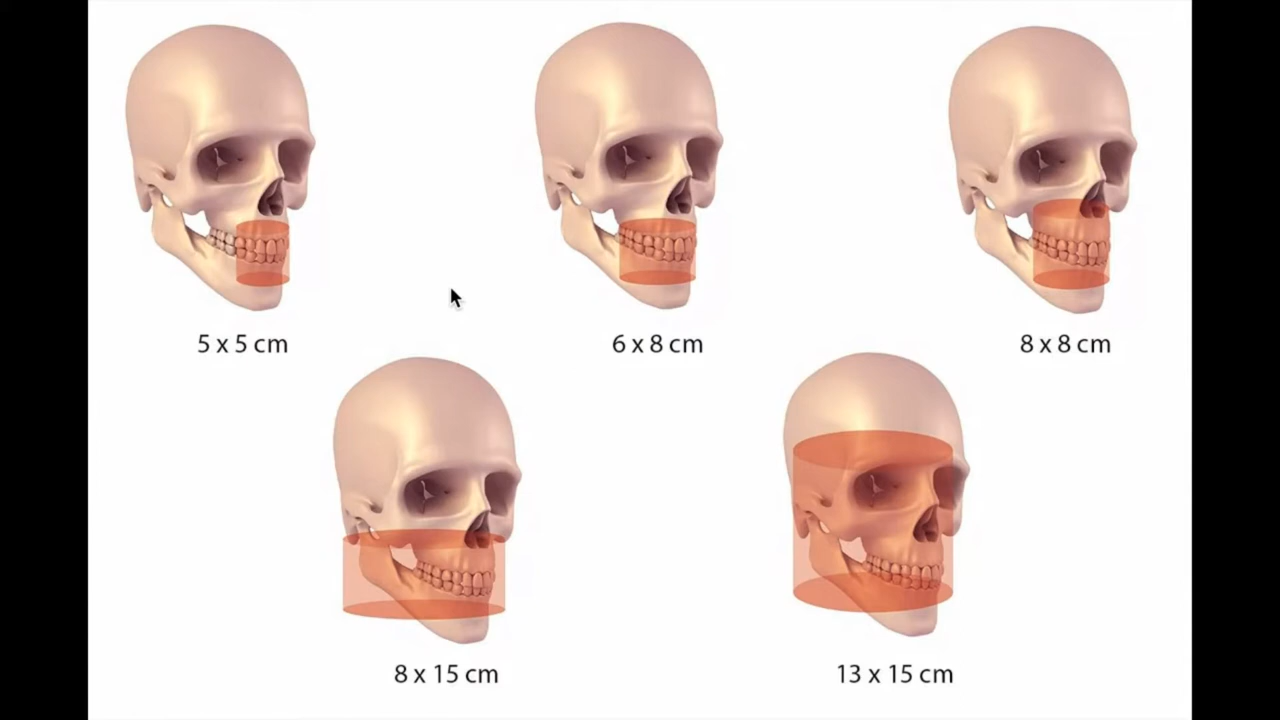 5 x 5 cm
6 x 8 cm
8 x 8 cm
8 x 15 cm
13 x 15 cm